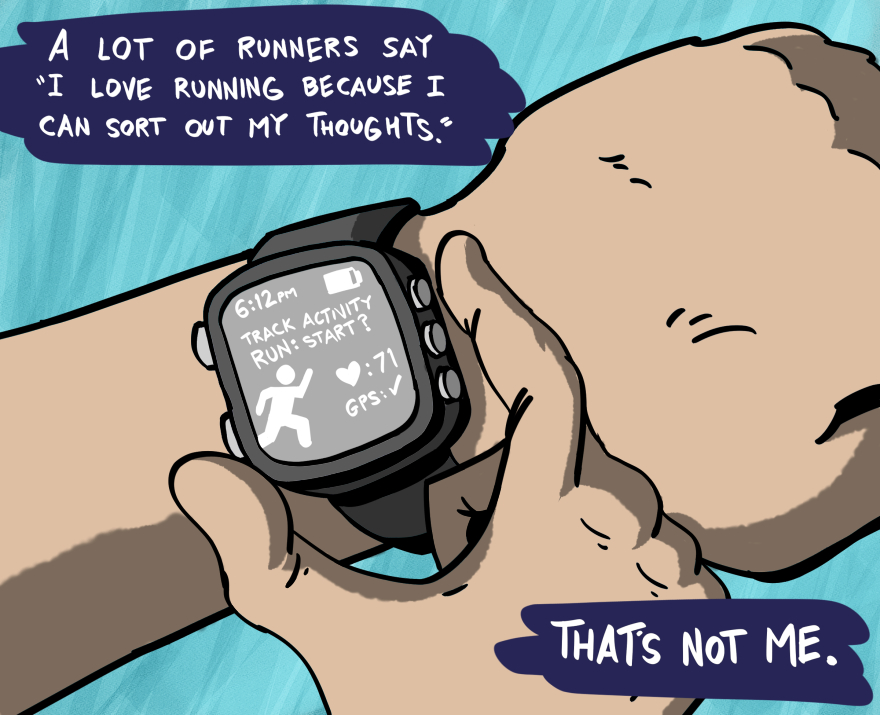 A LOT OF RUNNERS SAY
"I LOVE RUNNING BECAUSE I
CAN SORT OUT MY THOUGHTS."
6:12PM
TRACK ACTIVITY
RUN: START?
:71
GPS:✓
THAT'S NOT ME.